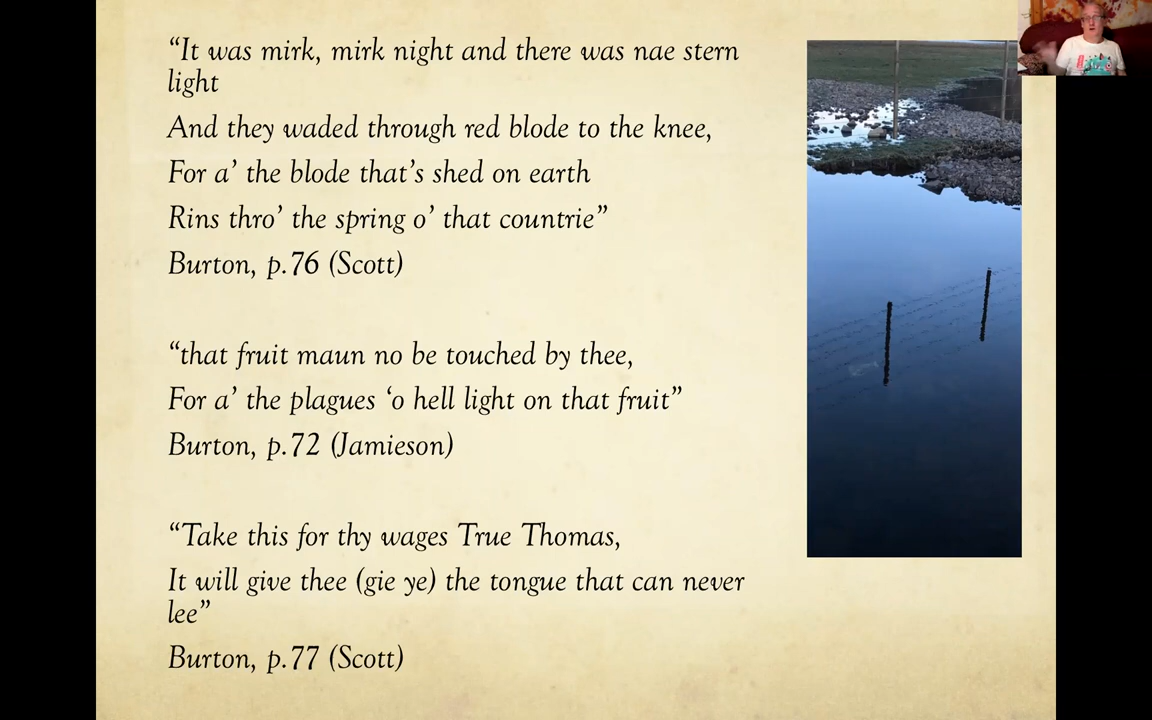 “It was mirk, mirk night and there was nae stern
light
And they waded through red blode to the knee,
For a’ the blode that’s shed on earth
Rins thro’ the spring o’ that countrie”
Burton, p.76 (Scott)
“that fruit maun no be touched by thee,
For a’ the plagues ‘o hell light on that fruit”
Burton, p.72 (Jamieson)
“Take this for thy wages True Thomas,
It will give thee (gie ye) the tongue that can never
lee”
Burton, p.77 (Scott)